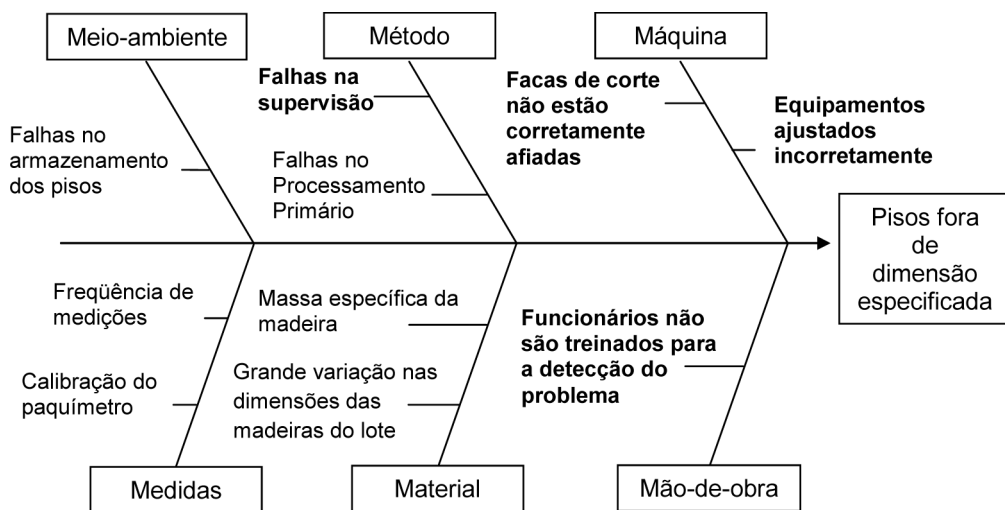 Meio-ambiente
Método
Máquina
Falhas no
armazenamento
dos pisos
Falhas na
supervisão
Falhas no
Processamento
Primário
Facas de corte
não estão
corretamente
afiadas
Equipamentos
ajustados
incorretamente
Pisos fora
de
dimensão
especificada
Freqüência de
medições
Calibração do
paquímetro
Massa específica da
madeira
Grande variação nas
dimensões das
madeiras do lote
Funcionários não
são treinados para
a detecção do
problema
Medidas
Material
Mão-de-obra